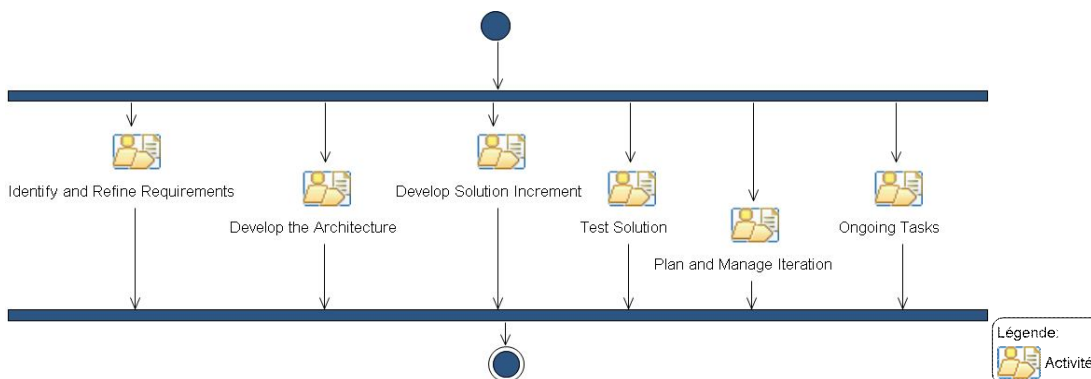 Identify and Refine Requirements
Develop the Architecture
Develop Solution Increment
Test Solution
Plan and Manage Iteration
Ongoing Tasks
Légende:
Activité